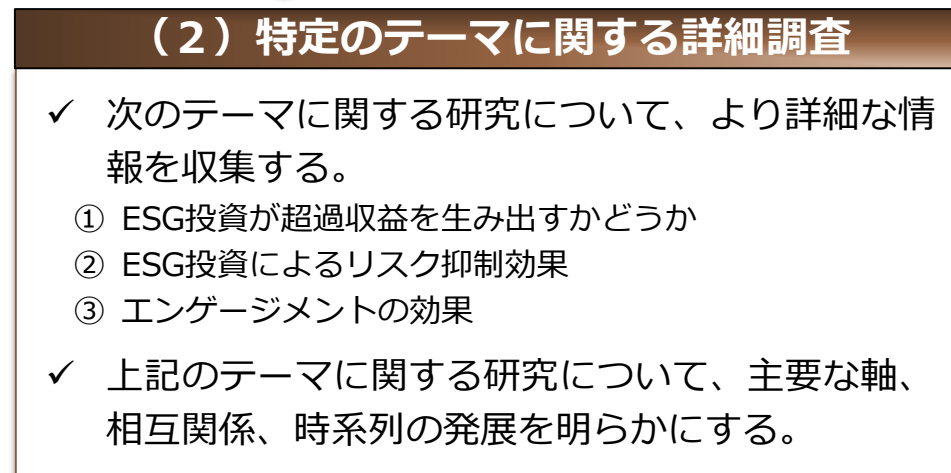 （２）特定のテーマに関する詳細調査
✓ 次のテーマに関する研究について、より詳細な情
報を収集する。
① ESG投資が超過収益を生み出すかどうか
② ESG投資によるリスク抑制効果
③ エンゲージメントの効果
✓ 上記のテーマに関する研究について、主要な軸、
相互関係、時系列の発展を明らかにする。